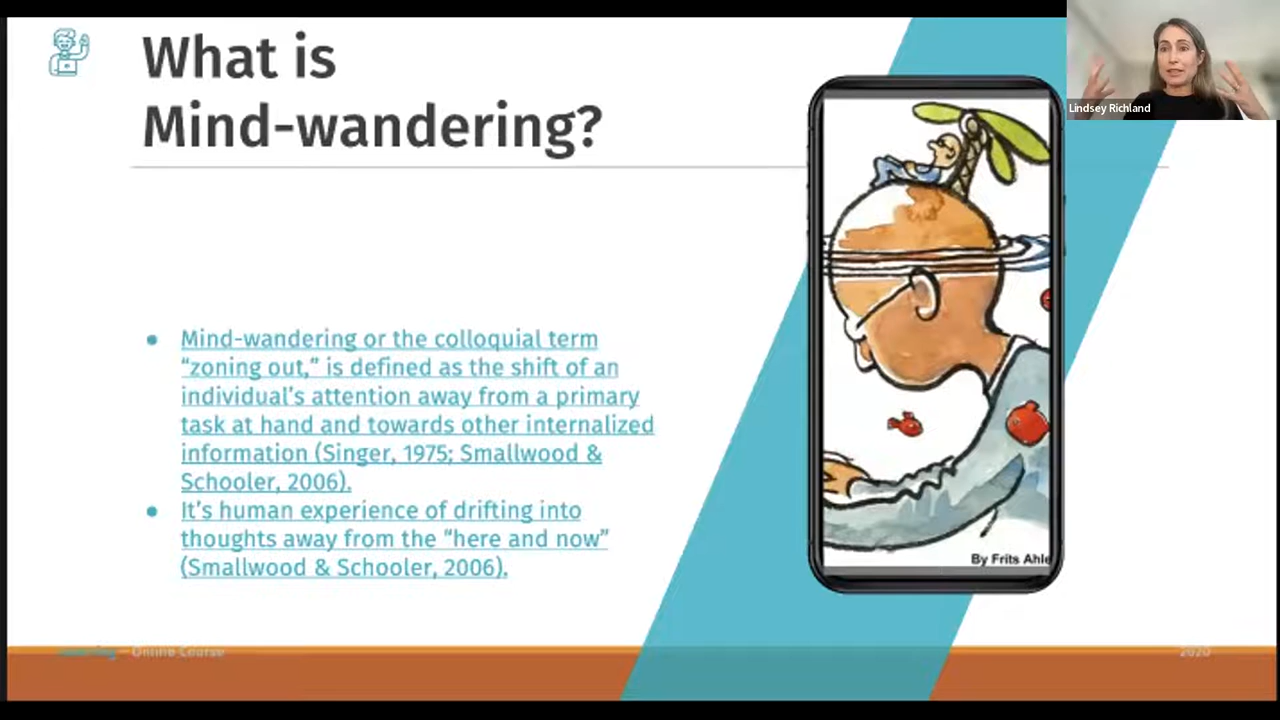 What is
Mind-wandering?
Lindsey Richland
● Mind-wandering or the colloquial term
“zoning out,” is defined as the shift of an
individual’s attention away from a primary
task at hand and towards other internalized
information (Singer, 1975; Smallwood &
Schooler, 2006).
● It’s human experience of drifting into
thoughts away from the “here and now”
(Smallwood & Schooler, 2006).
By Frits Ahle
– Online Course
2020